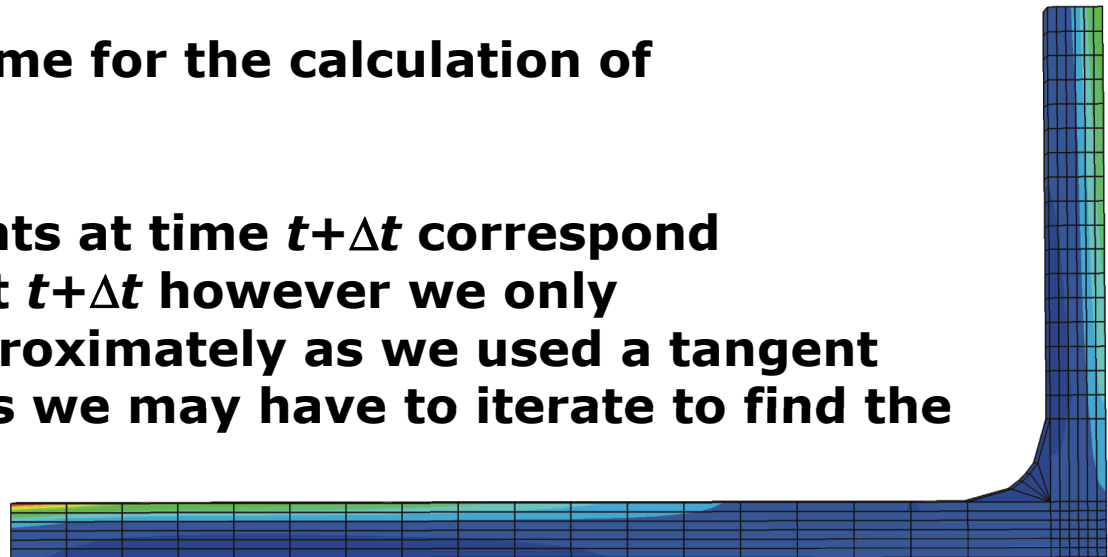 me for the calculation of
nts at time t+Δt correspond
t t+Δt however we only
roximately as we used a tangent
s we may have to iterate to find the